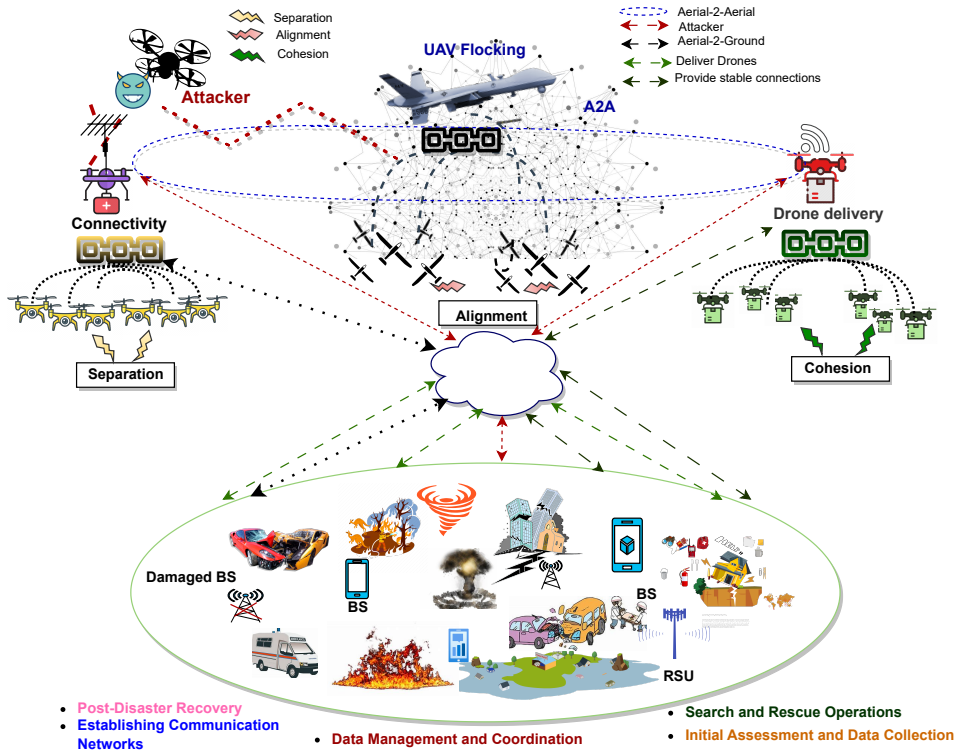 Separation
Alignment
Cohesion
Aerial-2-Aerial
Attacker
Aerial-2-Ground
Deliver Drones
Provide stable connections
UAV Flocking
A2A
Attacker
Connectivity
Drone delivery
Alignment
Separation
Cohesion
Damaged BS
BS
BS
RSU
• Post-Disaster Recovery
• Establishing Communication
Networks
• Data Management and Coordination
• Search and Rescue Operations
• Initial Assessment and Data Collection